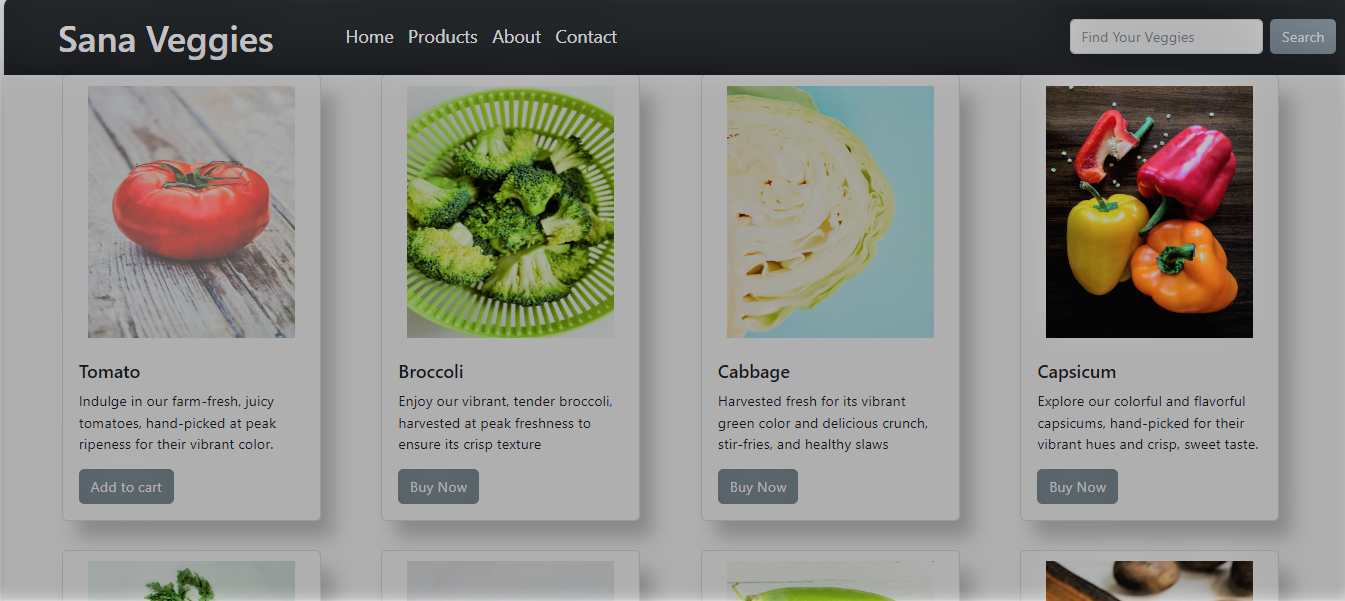 Sana Veggies
Home Products About Contact
Find Your Veggies
Search
Tomato
Indulge in our farm-fresh, juicy
tomatoes, hand-picked at peak
ripeness for their vibrant color.
Add to cart
Broccoli
Enjoy our vibrant, tender broccoli,
harvested at peak freshness to
ensure its crisp texture
Buy Now
Cabbage
Harvested fresh for its vibrant
green color and delicious crunch,
stir-fries, and healthy slaws
Buy Now
Capsicum
Explore our colorful and flavorful
capsicums, hand-picked for their
vibrant hues and crisp, sweet taste.
Buy Now